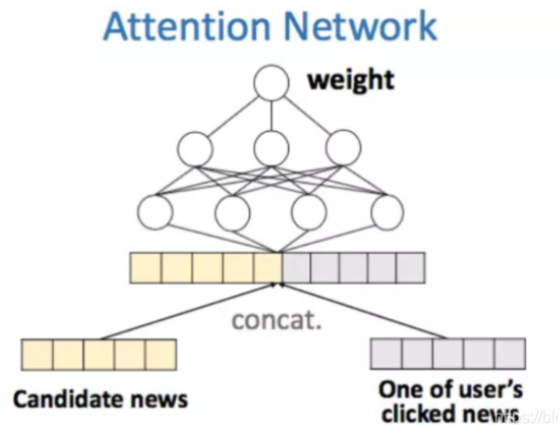 Attention Network
weight
concat.
Candidate news
One of user's
clicked news